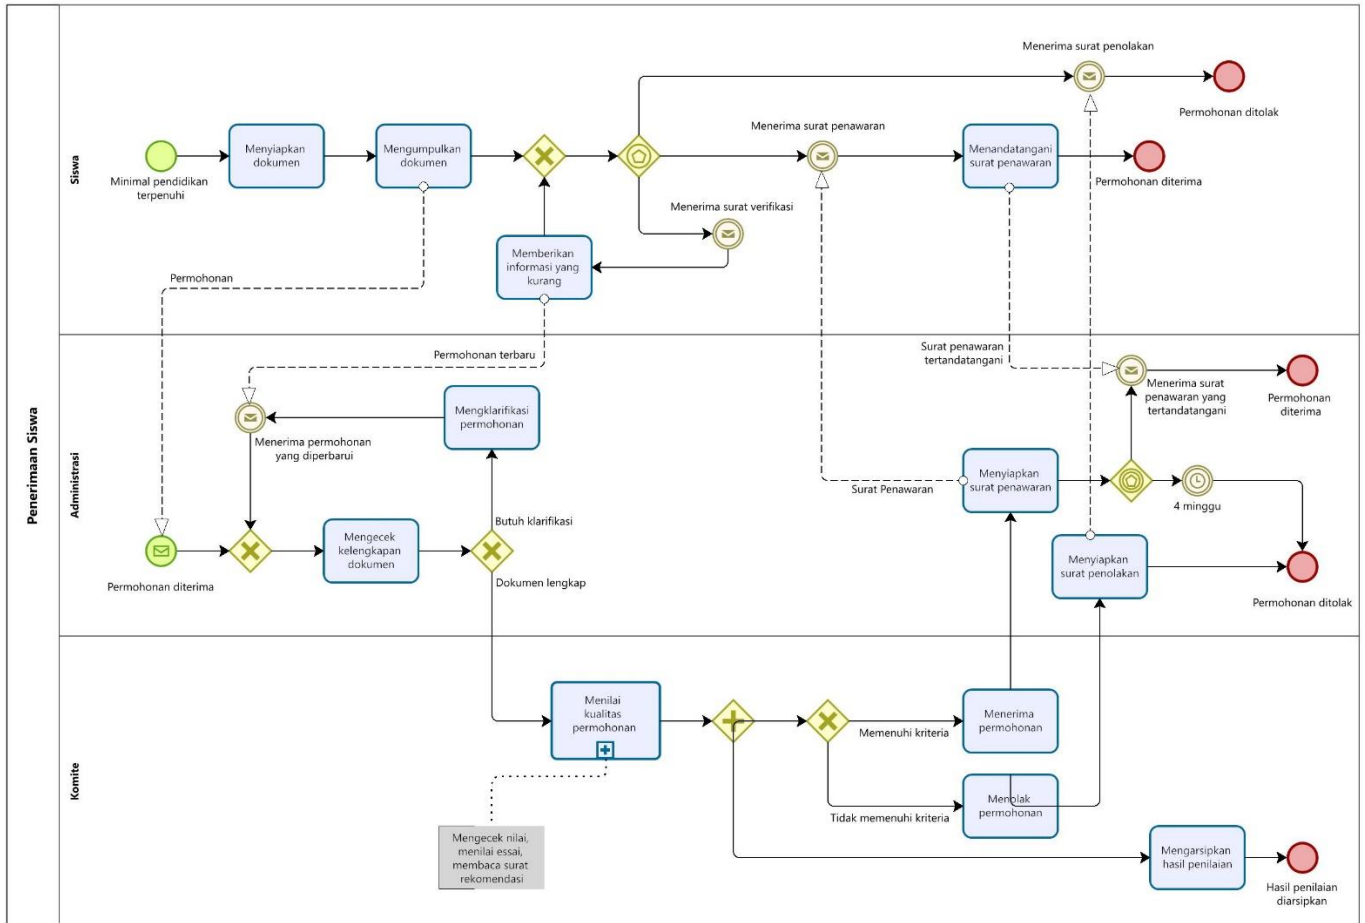 Penerimaan Siswa
Siswa
Minimal pendidikan
terpenuhi
Menyiapkan
dokumen
Mengumpulkan
dokumen
Permohonan
Memberikan
informasi yang
kurang
Menerima surat verifikasi
Menerima surat penawaran
Menerima surat penolakan
Menandatangani
surat penawaran
Permohonan ditolak
Permohonan diterima
Administrasi
Permohonan terbaru
Menerima permohonan
yang diperbarui
Mengklarifikasi
permohonan
Permohonan diterima
Mengecek
kelengkapan
dokumen
Butuh klarifikasi
Dokumen lengkap
Surat Penawaran
Surat penawaran
tertandatangani
Menyiapkan
surat penawaran
Menerima surat
penawaran yang
tertandatangani
Permohonan
diterima
4 minggu
Menyiapkan
surat penolakan
Permohonan ditolak
Komite
Menilai
kualitas
permohonan
Mengecek nilai,
menilai essai,
membaca surat
rekomendasi
Memenuhi kriteria
Tidak memenuhi kriteria
Menerima
permohonan
Menolak
permohonan
Mengarsipkan
hasil penilaian
Hasil penilaian
diarsipkan